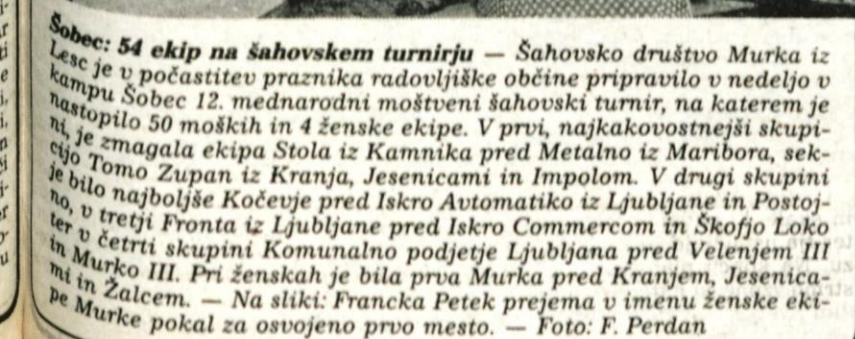 Šobec: 54 ekip na šahovskem turnirju — Šahovsko društvo Murka iz
Lesc je v počastitev praznika radovljiške občine pripravilo v nedeljo v
kampu Šobec 12. mednarodni moštveni šahovski turnir, na katerem je
nastopilo 50 moških in 4 ženske ekipe. V prvi, najkakovostnejši skupi-
ni, je zmagala ekipa Stola iz Kamnika pred Metalno iz Maribora, sek-
cijo Tomo Zupan iz Kranja, Jesenicami in Impolom. V drugi skupini
je bilo najboljše Kočevje pred Iskro Avtomatiko iz Ljubljane in Postoj-
no, v tretji Fronta iz Ljubljane pred Iskro Commercom in Škofjo Loko
ter v četrti skupini Komunalno podjetje Ljubljana pred Velenjem III
in Murko III. Pri ženskah je bila prva Murka pred Kranjem, Jesenica-
mi in Žalcem. — Na sliki: Francka Petek prejema v imenu ženske eki-
pe Murke pokal za osvojeno prvo mesto. — Foto: F. Perdan